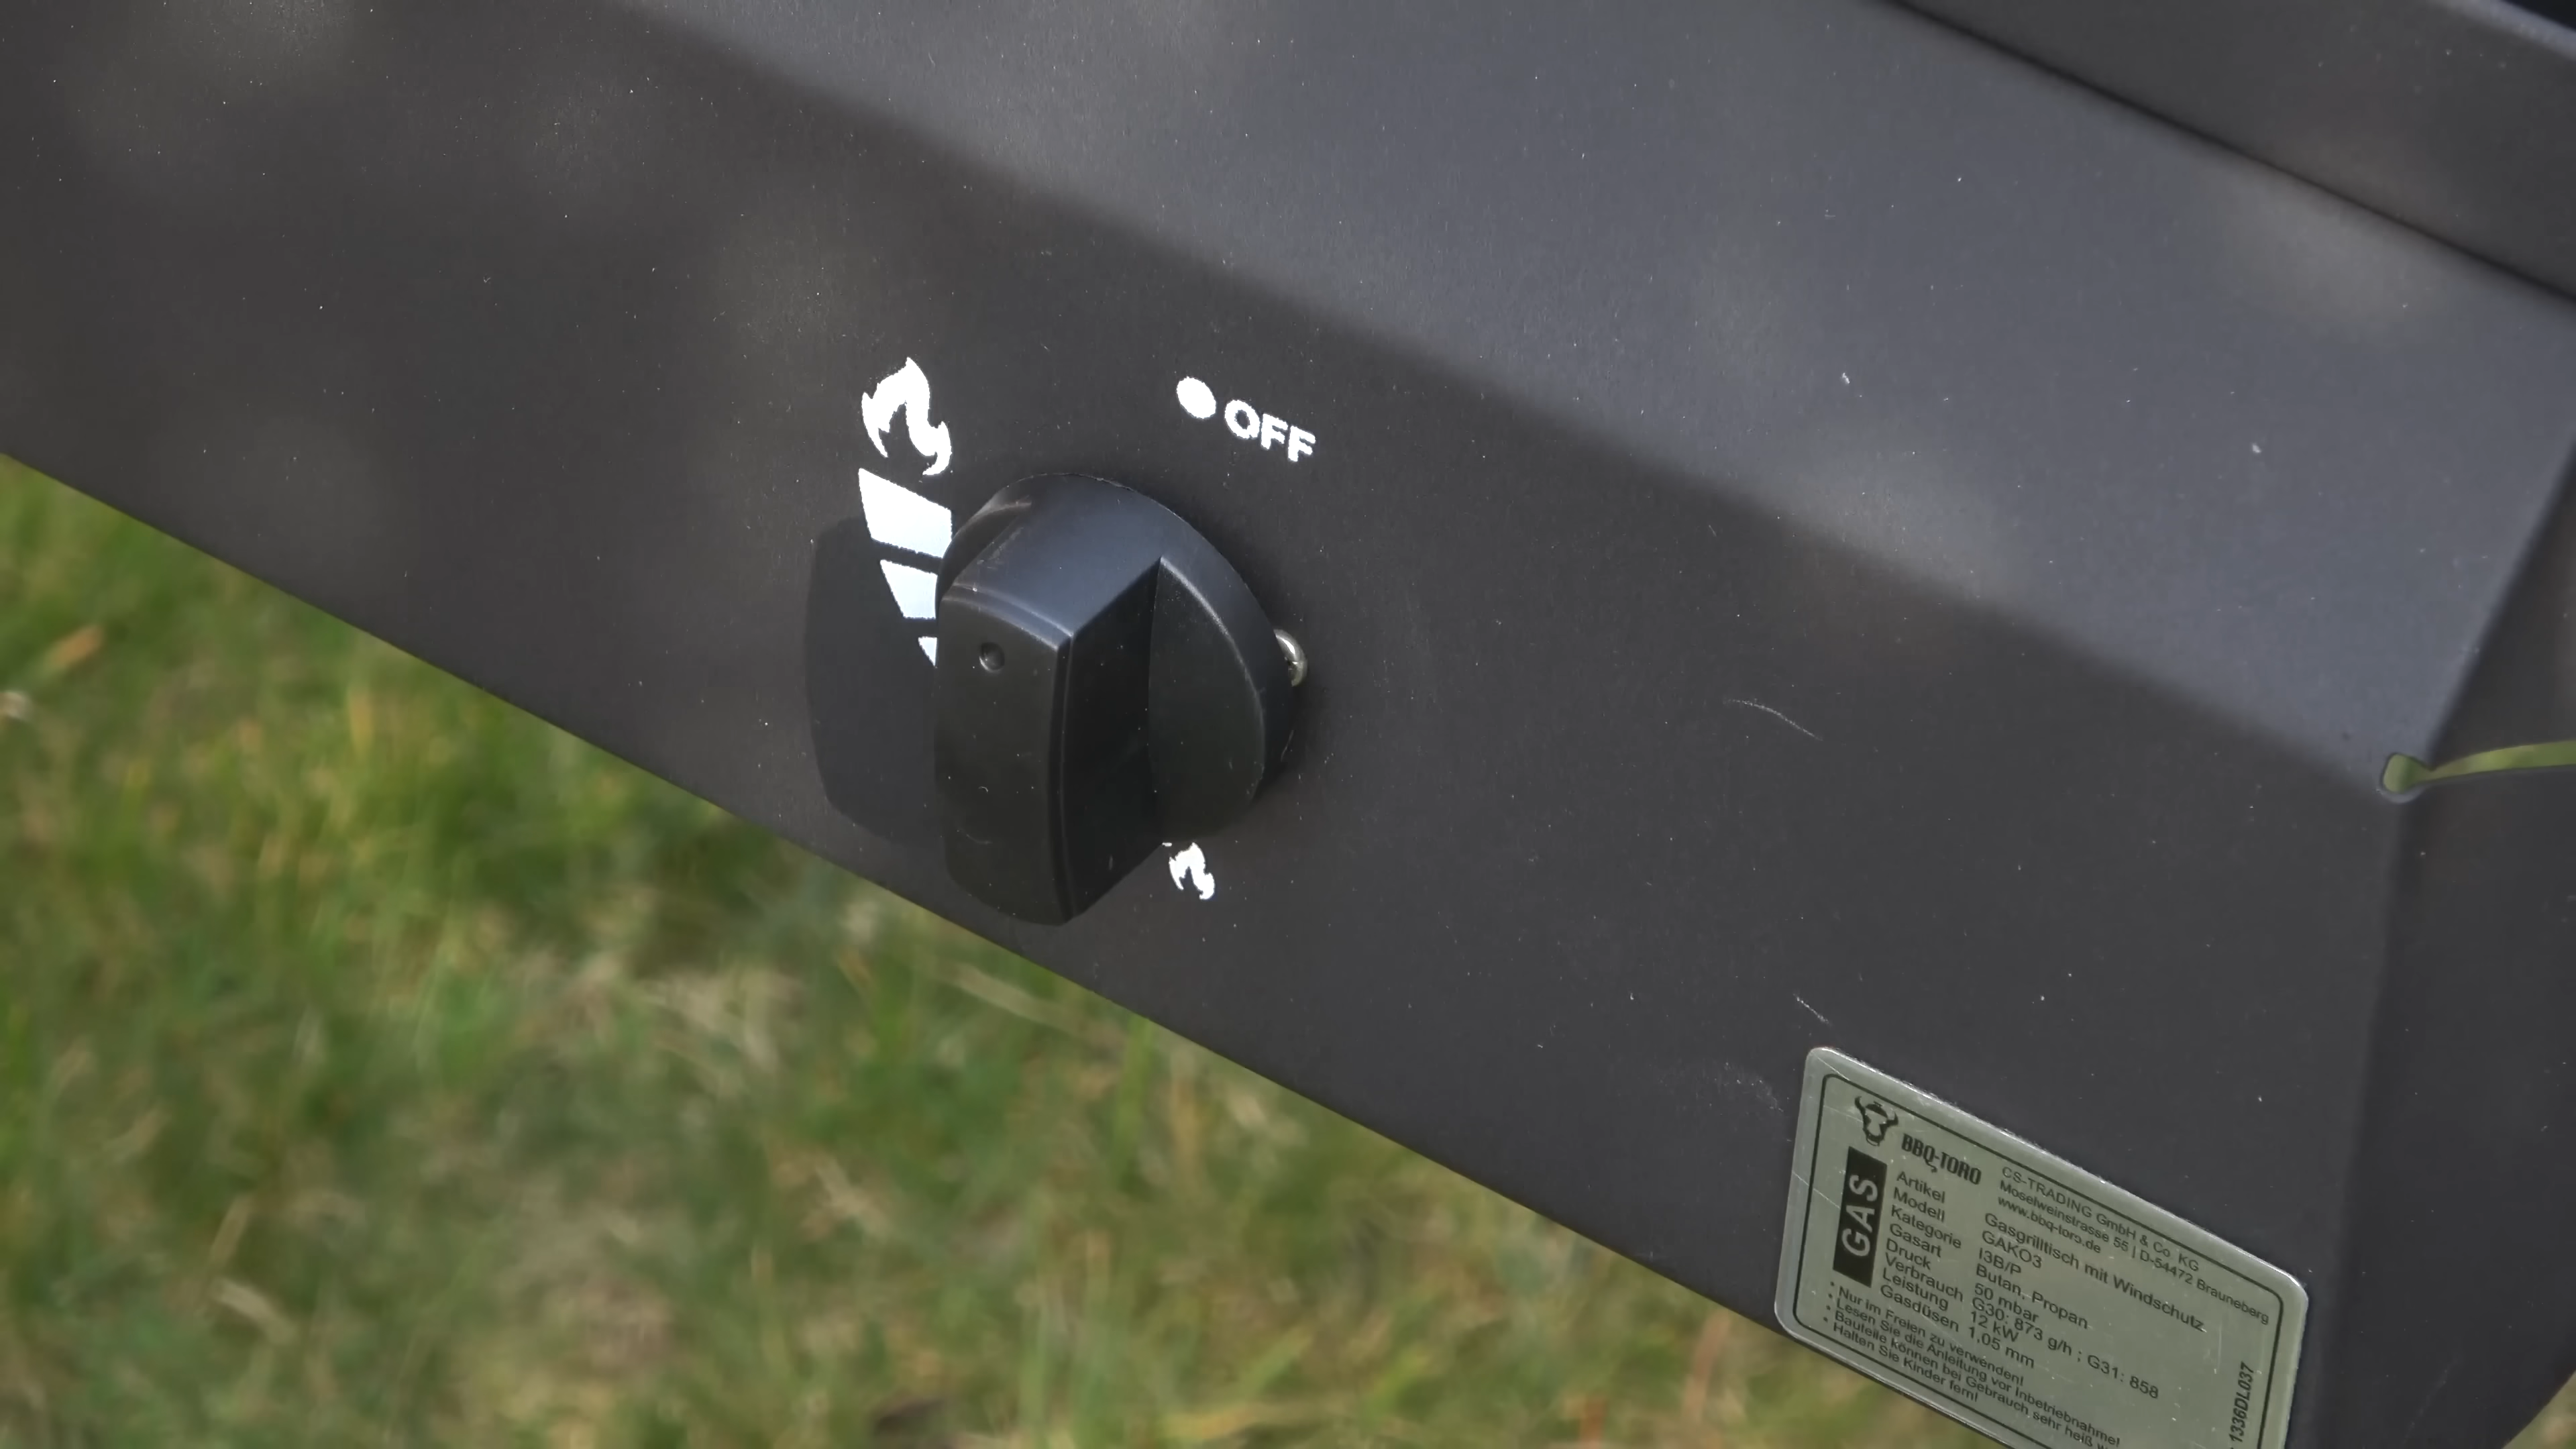 OFF
BBQ-TORO
CS-TRADING GmbH & Co. KG
Moselweinstrasse 55 | D-54472 Brauneberg
www.bbq-toro.de
GAS
Artikel Gasgrilltisch mit Windschutz
Modell GAKO3
Kategorie I3B/P
Gasart Butan, Propan
Druck 50 mbar
Verbrauch G30: 873 g/h ; G31: 858
Leistung 12 kW
Gasdüsen 1,05 mm
• Nur im Freien zu verwenden!
• Lesen Sie die Anleitung vor Inbetriebnahme!
• Bauteile können bei Gebrauch sehr heiß
• Halten Sie Kinder fern!
1336DL037